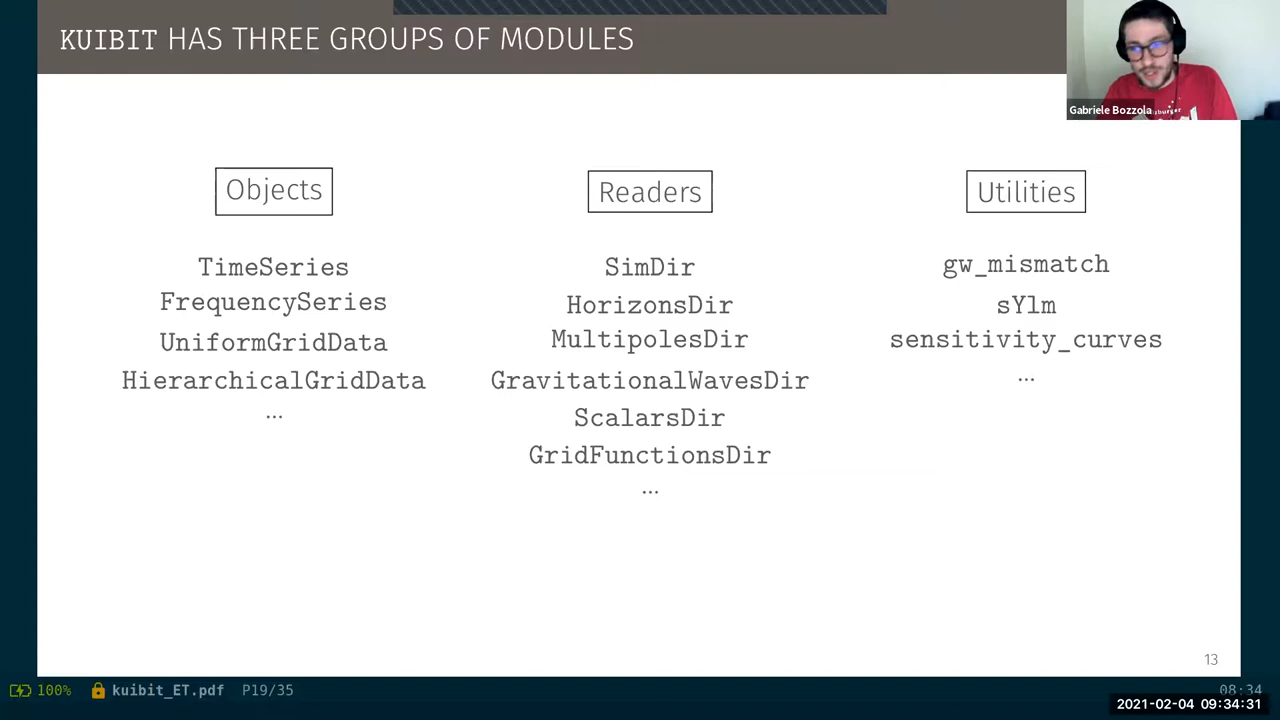 KUIBIT HAS THREE GROUPS OF MODULES
Gabriele Bozzola
Objects
TimeSeries
FrequencySeries
UniformGridData
HierarchicalGridData
...
Readers
SimDir
HorizonsDir
MultipolesDir
GravitationalWavesDir
ScalarsDir
GridFunctionsDir
...
Utilities
gw_mismatch
sYlm
sensitivity_curves
...
13
100% kuibit_ET.pdf P19/35
08:34
2021-02-04 09:34:31